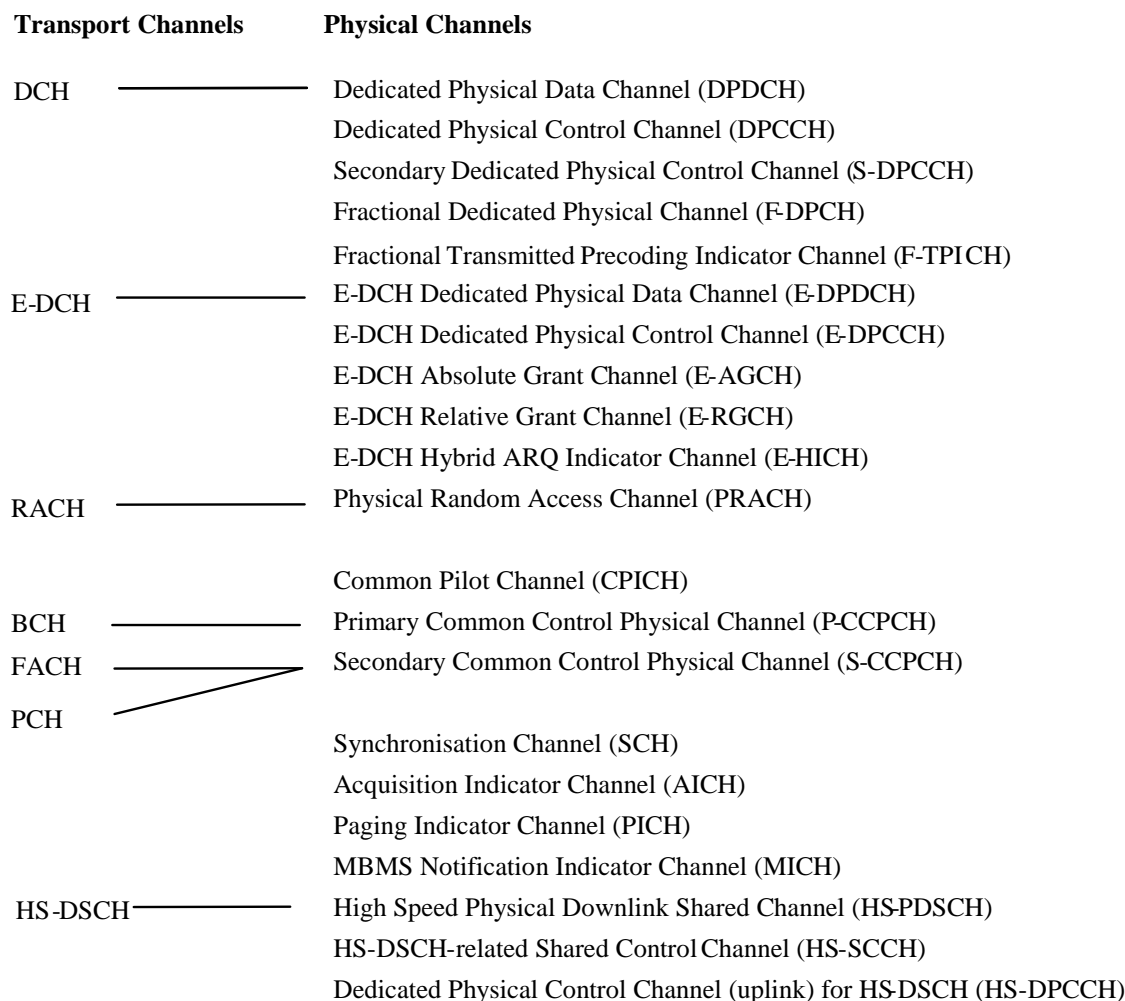 Transport Channels Physical Channels
DCH Dedicated Physical Data Channel (DPDCH)
Dedicated Physical Control Channel (DPCCH)
Secondary Dedicated Physical Control Channel (S-DPCCH)
Fractional Dedicated Physical Channel (F-DPCH)
Fractional Transmitted Precoding Indicator Channel (F-TPICH)
E-DCH E-DCH Dedicated Physical Data Channel (E-DPDCH)
E-DCH Dedicated Physical Control Channel (E-DPCCH)
E-DCH Absolute Grant Channel (E-AGCH)
E-DCH Relative Grant Channel (E-RGCH)
E-DCH Hybrid ARQ Indicator Channel (E-HICH)
RACH Physical Random Access Channel (PRACH)
Common Pilot Channel (CPICH)
BCH Primary Common Control Physical Channel (P-CCPCH)
FACH Secondary Common Control Physical Channel (S-CCPCH)
PCH
Synchronisation Channel (SCH)
Acquisition Indicator Channel (AICH)
Paging Indicator Channel (PICH)
MBMS Notification Indicator Channel (MICH)
HS-DSCH High Speed Physical Downlink Shared Channel (HS-PDSCH)
HS-DSCH-related Shared Control Channel (HS-SCCH)
Dedicated Physical Control Channel (uplink) for HS-DSCH (HS-DPCCH)